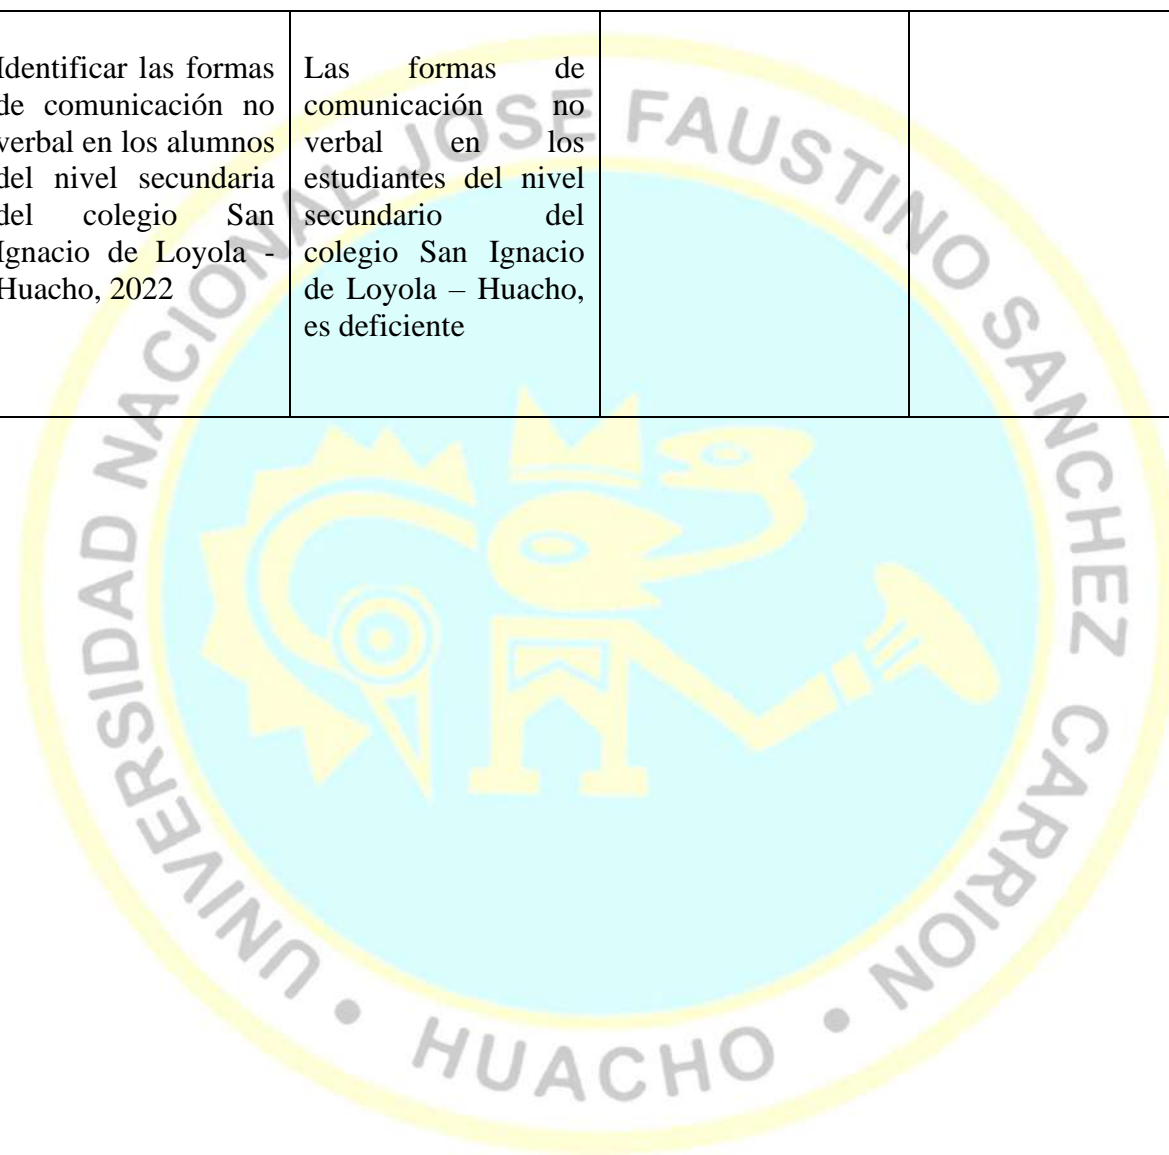 Identificar las formas
de comunicación no
verbal en los alumnos
del nivel secundaria
del colegio San
Ignacio de Loyola -
Huacho, 2022
Las formas de
comunicación no
verbal en los
estudiantes del nivel
secundario del
colegio San Ignacio
de Loyola – Huacho,
es deficiente
UNIVERSIDAD NACIONAL JOSE FAUSTINO SANCHEZ CARRION
• HUACHO •